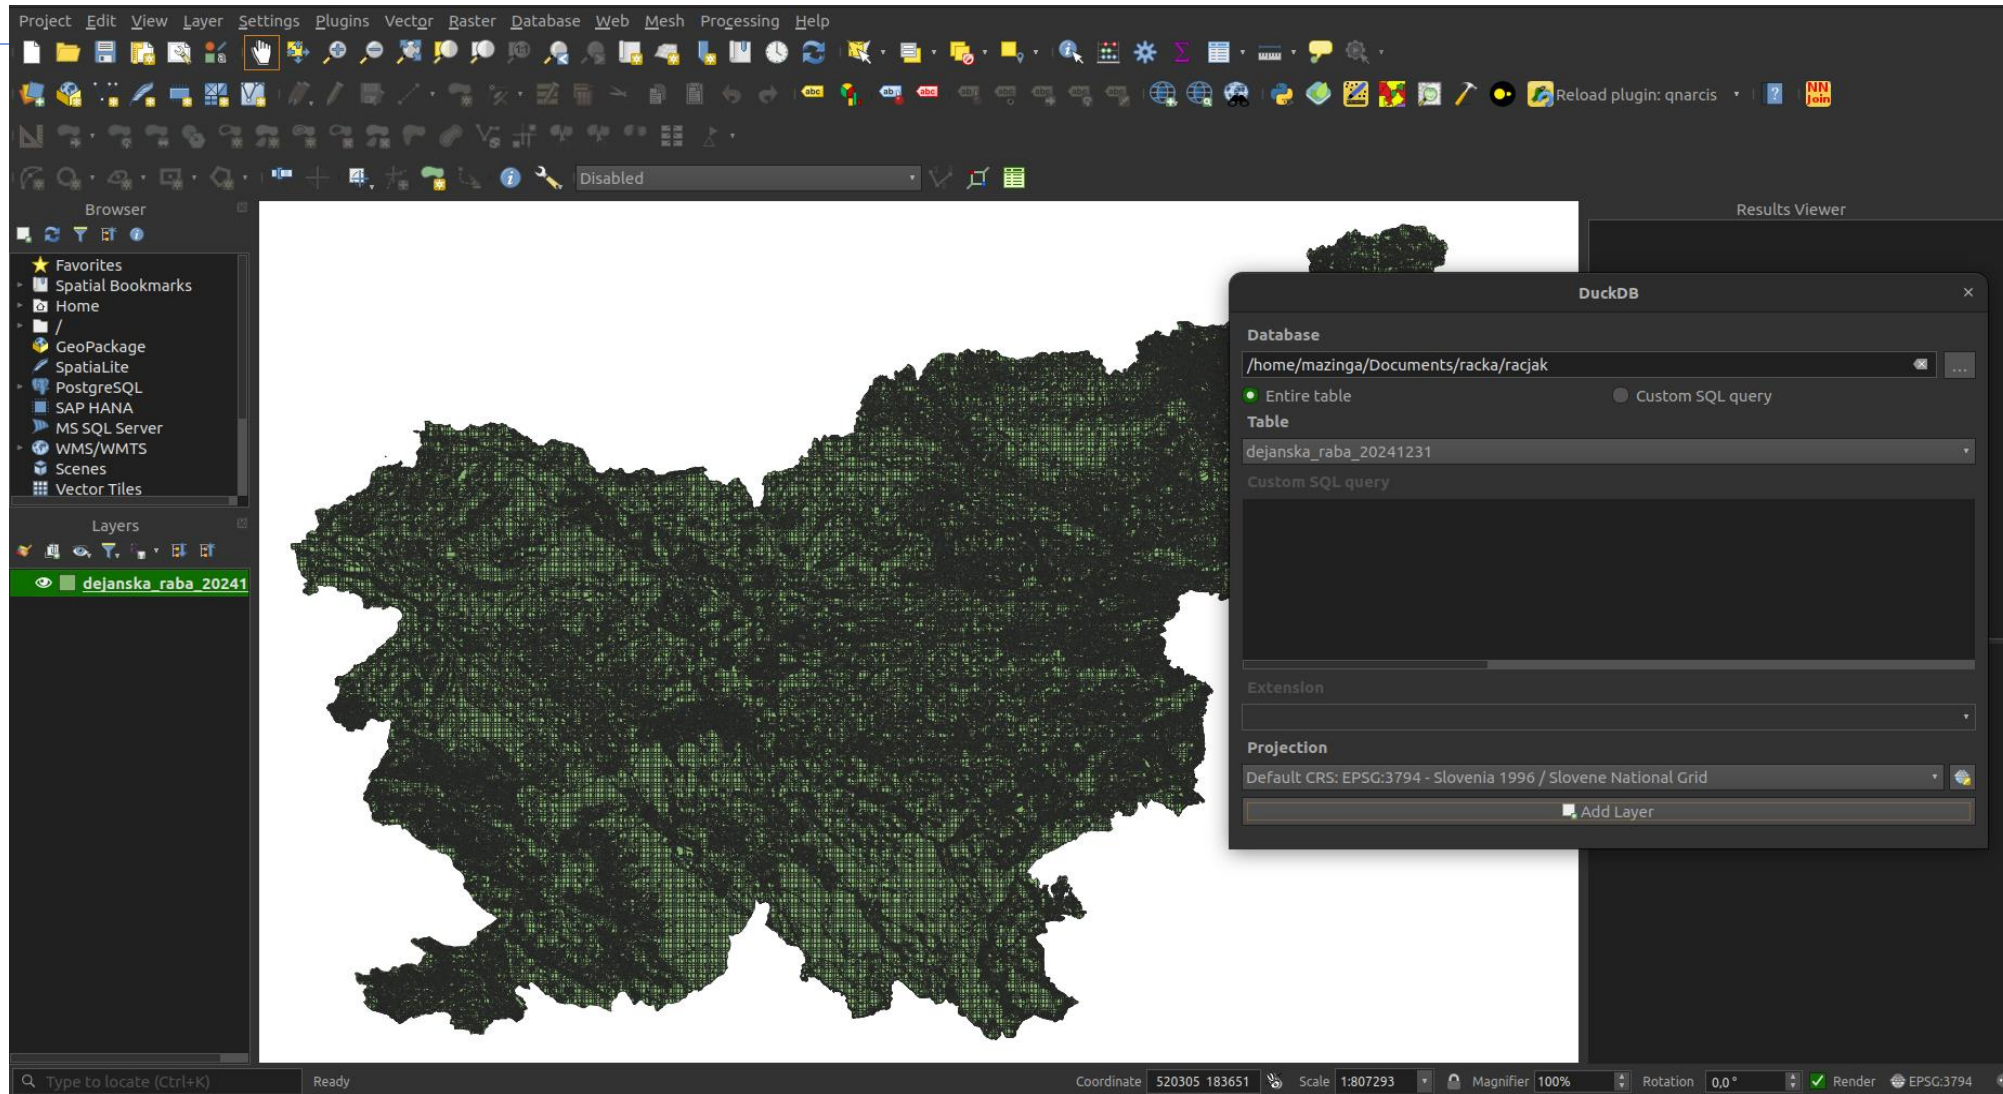 Project Edit View Layer Settings Plugins Vector Raster Database Web Mesh Processing Help
Reload plugin: qnarcis
NN
Join
Disabled
Browser
Favorites
Spatial Bookmarks
Home
/
GeoPackage
SpatiaLite
PostgreSQL
SAP HANA
MS SQL Server
WMS/WMTS
Scenes
Vector Tiles
Layers
dejanska_raba_20241
Results Viewer
DuckDB
Database
/home/mazinga/Documents/racka/racjak
...
Entire table
Custom SQL query
Table
dejanska_raba_20241231
Custom SQL query
Extension
Projection
Default CRS: EPSG:3794 - Slovenia 1996 / Slovene National Grid
Add Layer
Type to locate (Ctrl+K)
Ready
Coordinate 520305 183651
Scale 1:807293
Magnifier 100%
Rotation 0,0 °
Render
EPSG:3794